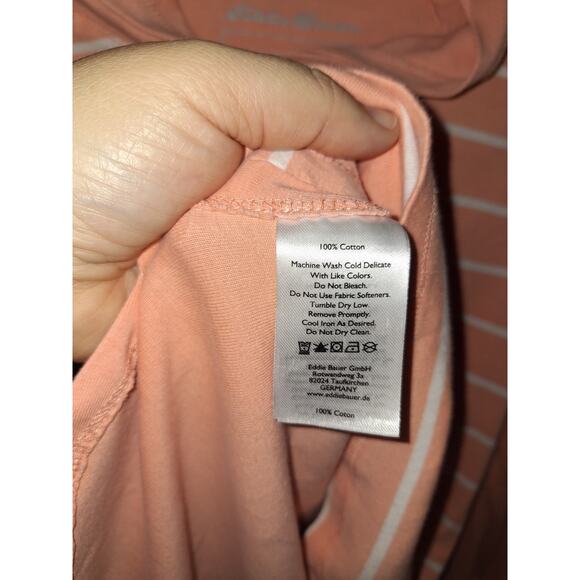 Eddie Bauer
100% Cotton
Machine Wash Cold Delicate
With Like Colors.
Do Not Bleach.
Do Not Use Fabric Softeners.
Tumble Dry Low.
Remove Promptly.
Cool Iron As Desired.
Do Not Dry Clean.
Eddie Bauer GmbH
Rotwandweg 3a
82024 Taufkirchen
GERMANY
www.eddiebauer.de
100% Cotton